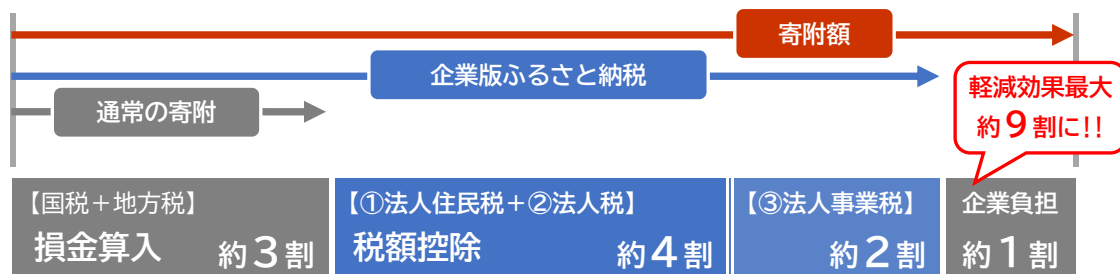 寄附額
企業版ふるさと納税
通常の寄附
軽減効果最大
約9割に!!
【国税+地方税】
損金算入 約3割
【①法人住民税+②法人税】
税額控除 約4割
【③法人事業税】
約2割
企業負担
約1割